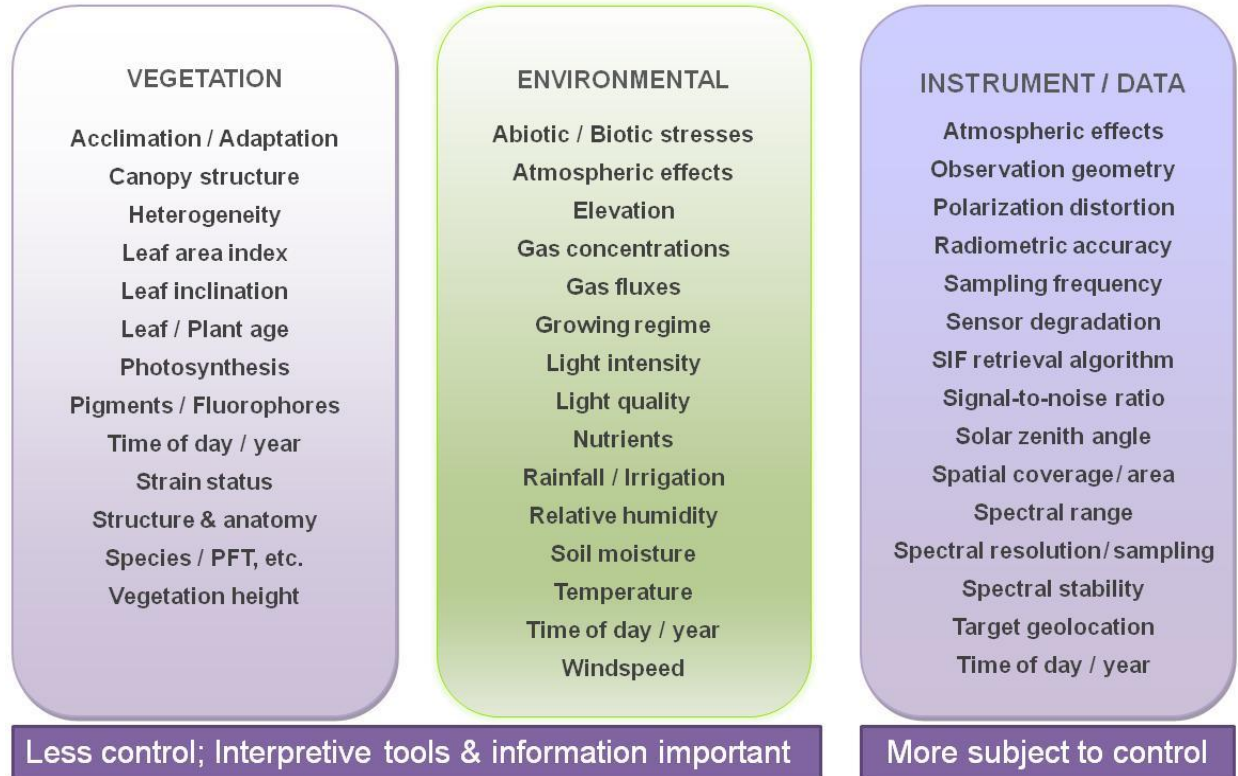 VEGETATION
Acclimation / Adaptation
Canopy structure
Heterogeneity
Leaf area index
Leaf inclination
Leaf / Plant age
Photosynthesis
Pigments / Fluorophores
Time of day / year
Strain status
Structure & anatomy
Species / PFT, etc.
Vegetation height
ENVIRONMENTAL
Abiotic / Biotic stresses
Atmospheric effects
Elevation
Gas concentrations
Gas fluxes
Growing regime
Light intensity
Light quality
Nutrients
Rainfall / Irrigation
Relative humidity
Soil moisture
Temperature
Time of day / year
Windspeed
INSTRUMENT / DATA
Atmospheric effects
Observation geometry
Polarization distortion
Radiometric accuracy
Sampling frequency
Sensor degradation
SIF retrieval algorithm
Signal-to-noise ratio
Solar zenith angle
Spatial coverage/ area
Spectral range
Spectral resolution/ sampling
Spectral stability
Target geolocation
Time of day / year
Less control; Interpretive tools & information important
More subject to control